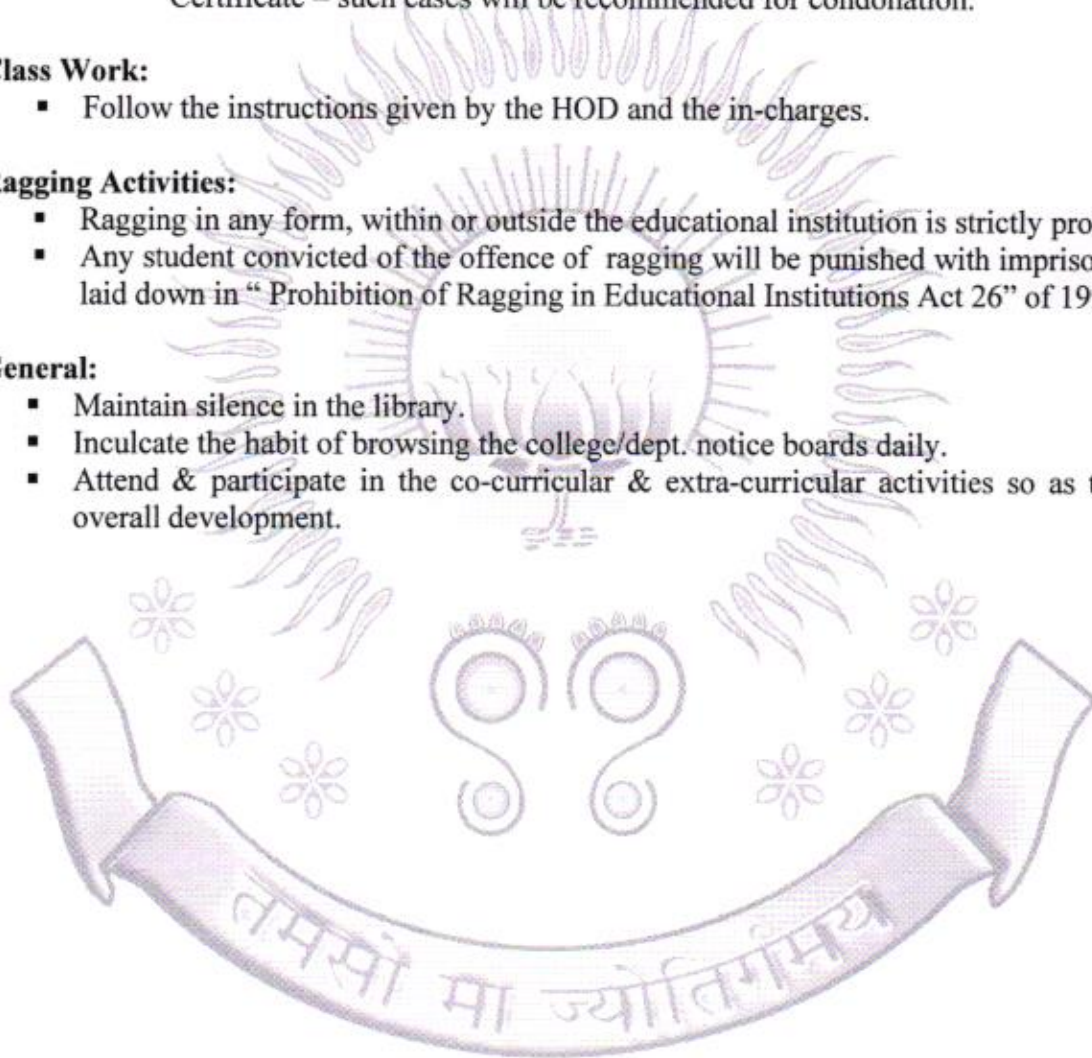 Certificate – such cases will be recommended for condonation.
Class Work:
▪ Follow the instructions given by the HOD and the in-charges.
Ragging Activities:
▪ Ragging in any form, within or outside the educational institution is strictly pro
▪ Any student convicted of the offence of ragging will be punished with impriso
laid down in “ Prohibition of Ragging in Educational Institutions Act 26” of 19
General:
▪ Maintain silence in the library.
▪ Inculcate the habit of browsing the college/dept. notice boards daily.
▪ Attend & participate in the co-curricular & extra-curricular activities so as t
overall development.
तमसो मा ज्योतिर्गमय